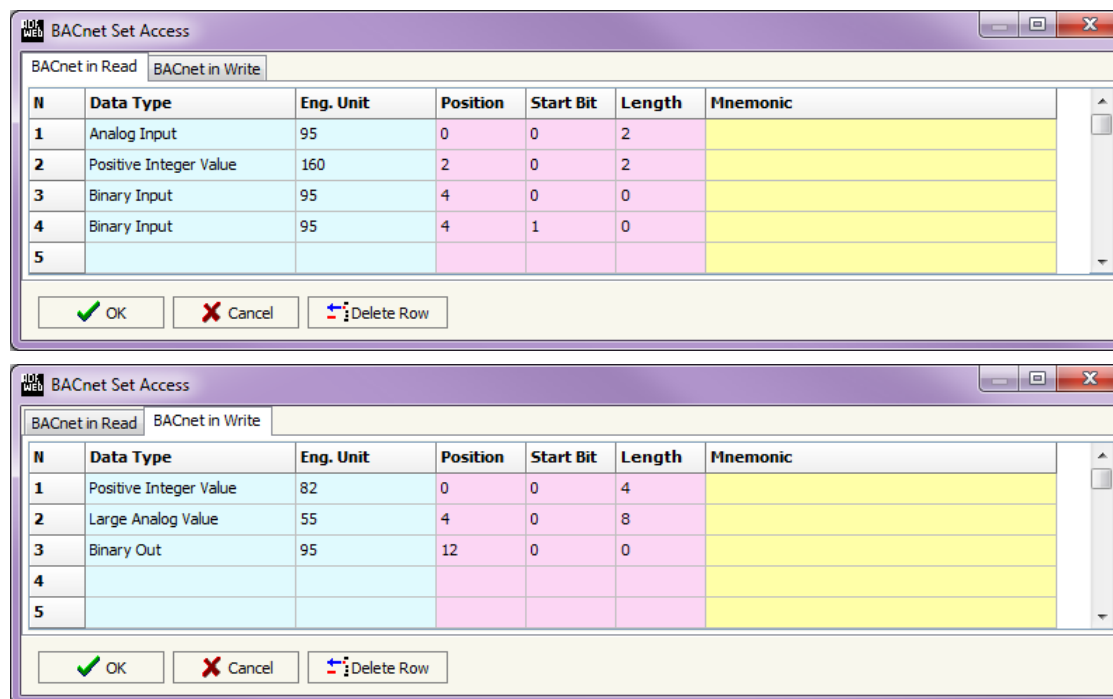 ADF WEB BACnet Set Access
BACnet in Read BACnet in Write
N Data Type Eng. Unit Position Start Bit Length Mnemonic
1 Analog Input 95 0 0 2
2 Positive Integer Value 160 2 0 2
3 Binary Input 95 4 0 0
4 Binary Input 95 4 1 0
5
OK Cancel Delete Row
ADF WEB BACnet Set Access
BACnet in Read BACnet in Write
N Data Type Eng. Unit Position Start Bit Length Mnemonic
1 Positive Integer Value 82 0 0 4
2 Large Analog Value 55 4 0 8
3 Binary Out 95 12 0 0
4
5
OK Cancel Delete Row